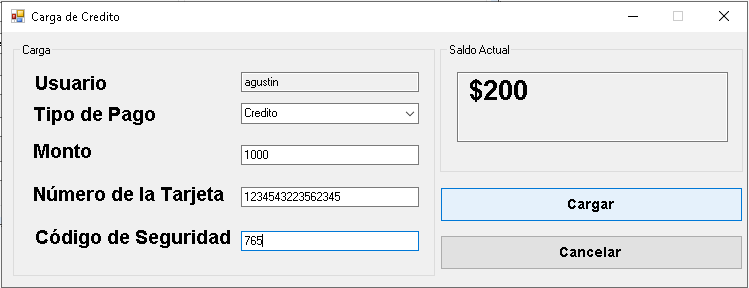 Carga de Credito
Carga
Usuario
agustin
Tipo de Pago
Credito
Monto
1000
Número de la Tarjeta
1234543223562345
Código de Seguridad
765
Saldo Actual
$200
Cargar
Cancelar